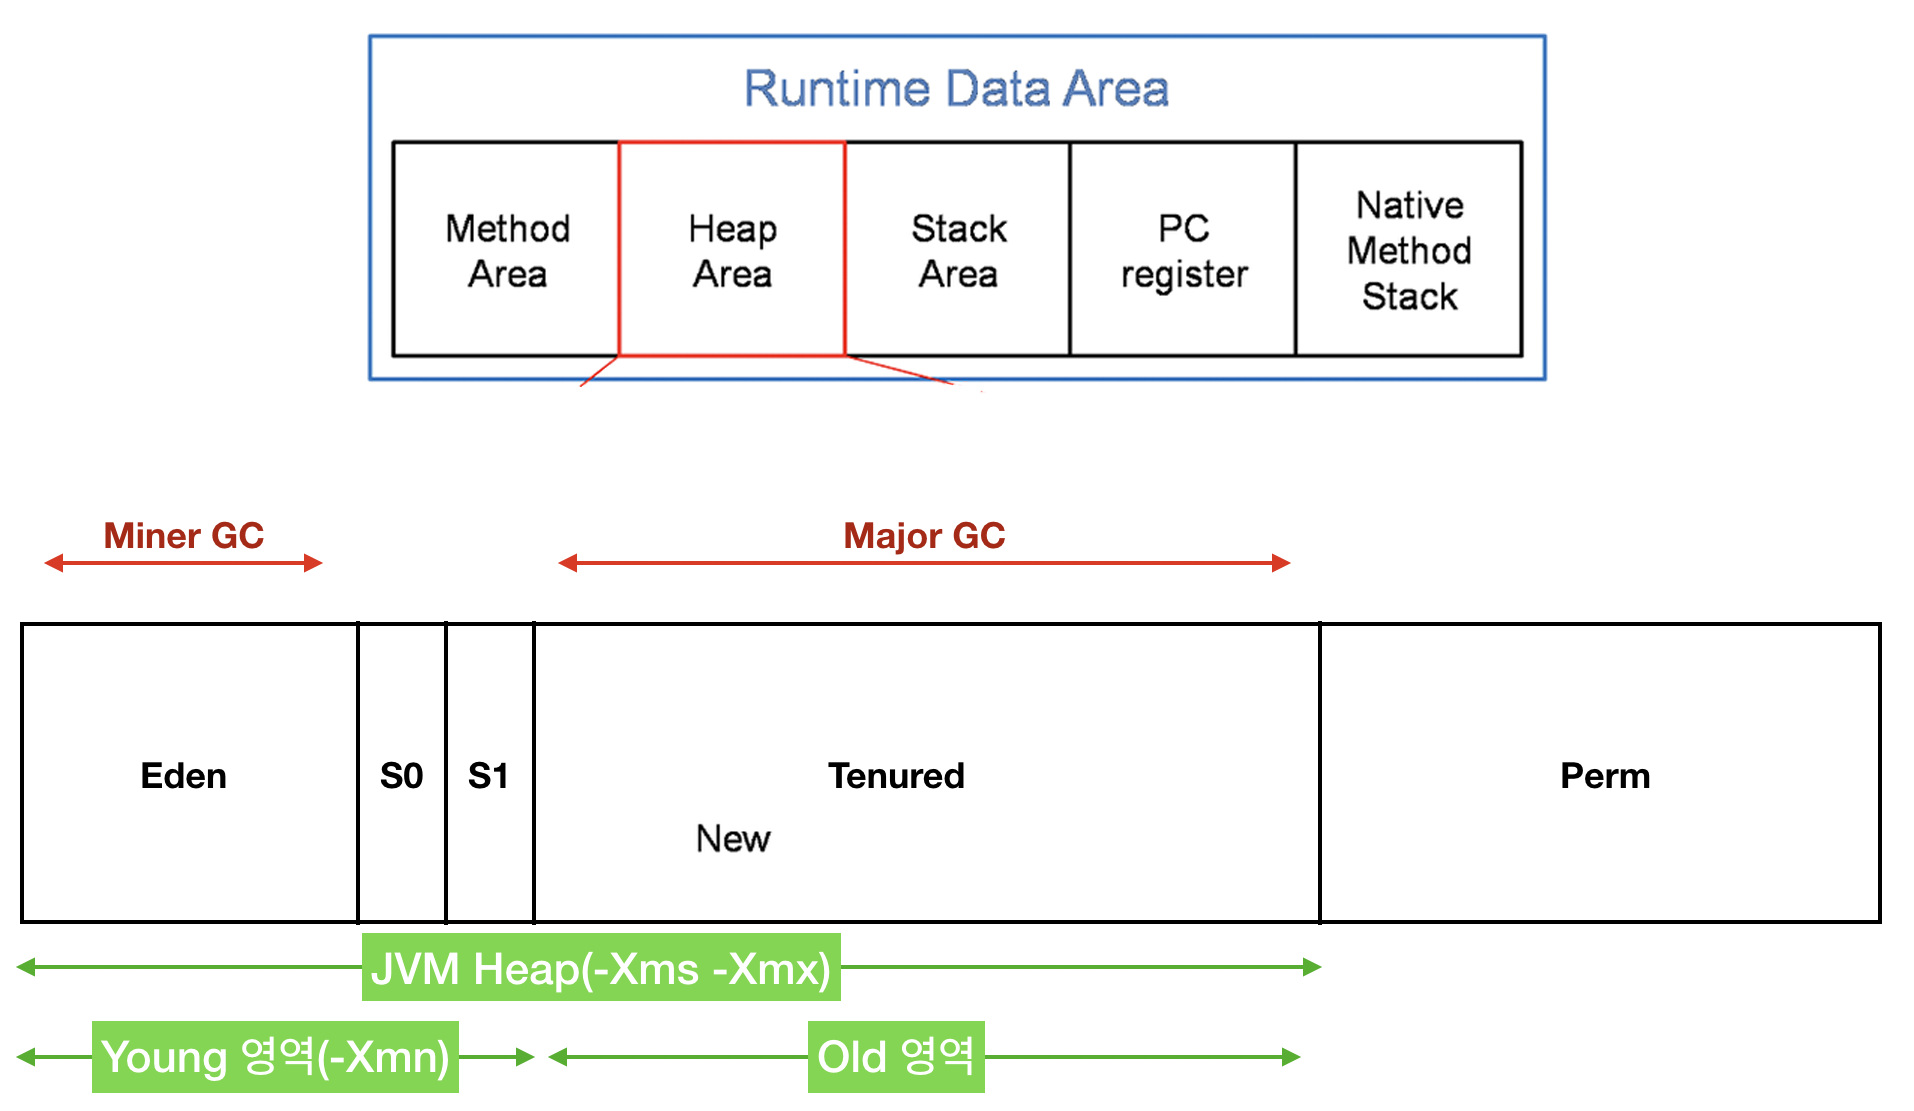 Runtime Data Area
Method
Area
Heap
Area
Stack
Area
PC
register
Native
Method
Stack
Miner GC
Major GC
Eden
S0
S1
Tenured
New
Perm
JVM Heap(-Xms -Xmx)
Young 영역(-Xmn)
Old 영역